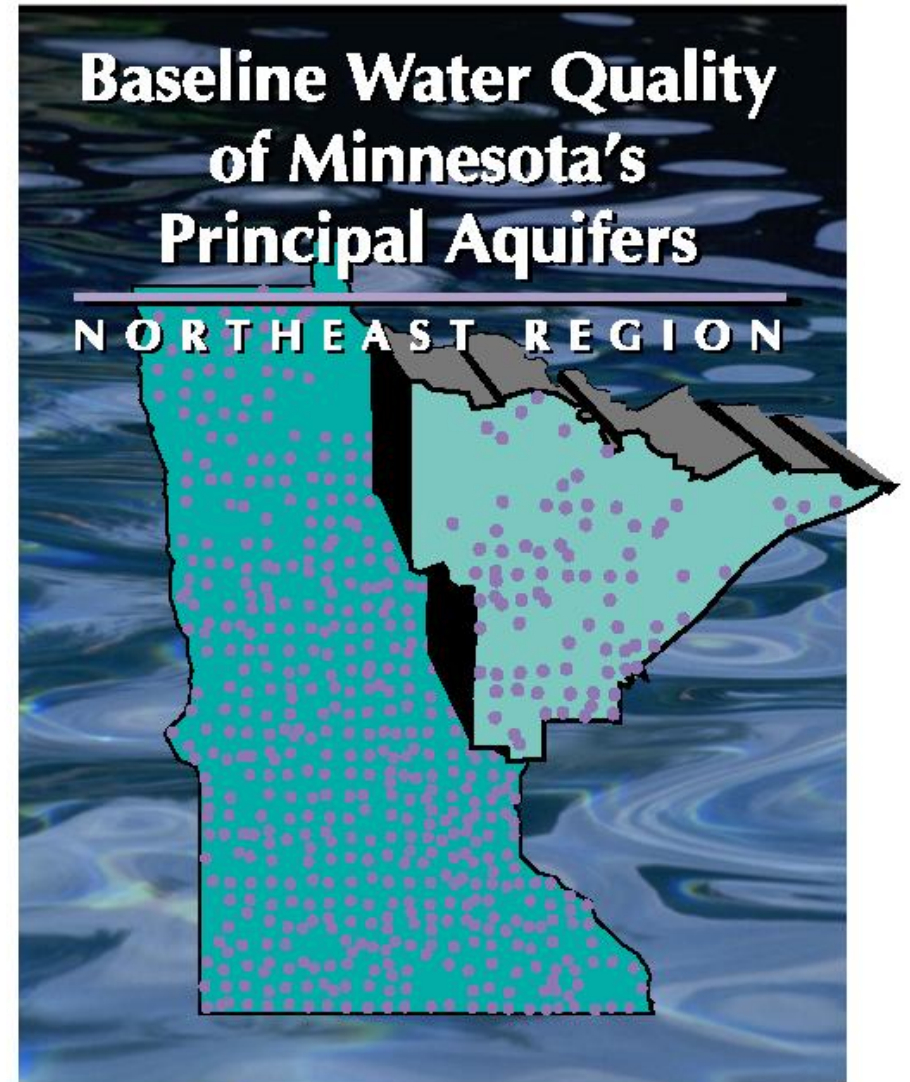 Baseline Water Quality
of Minnesota's
Principal Aquifers
NORTHEAST REGION